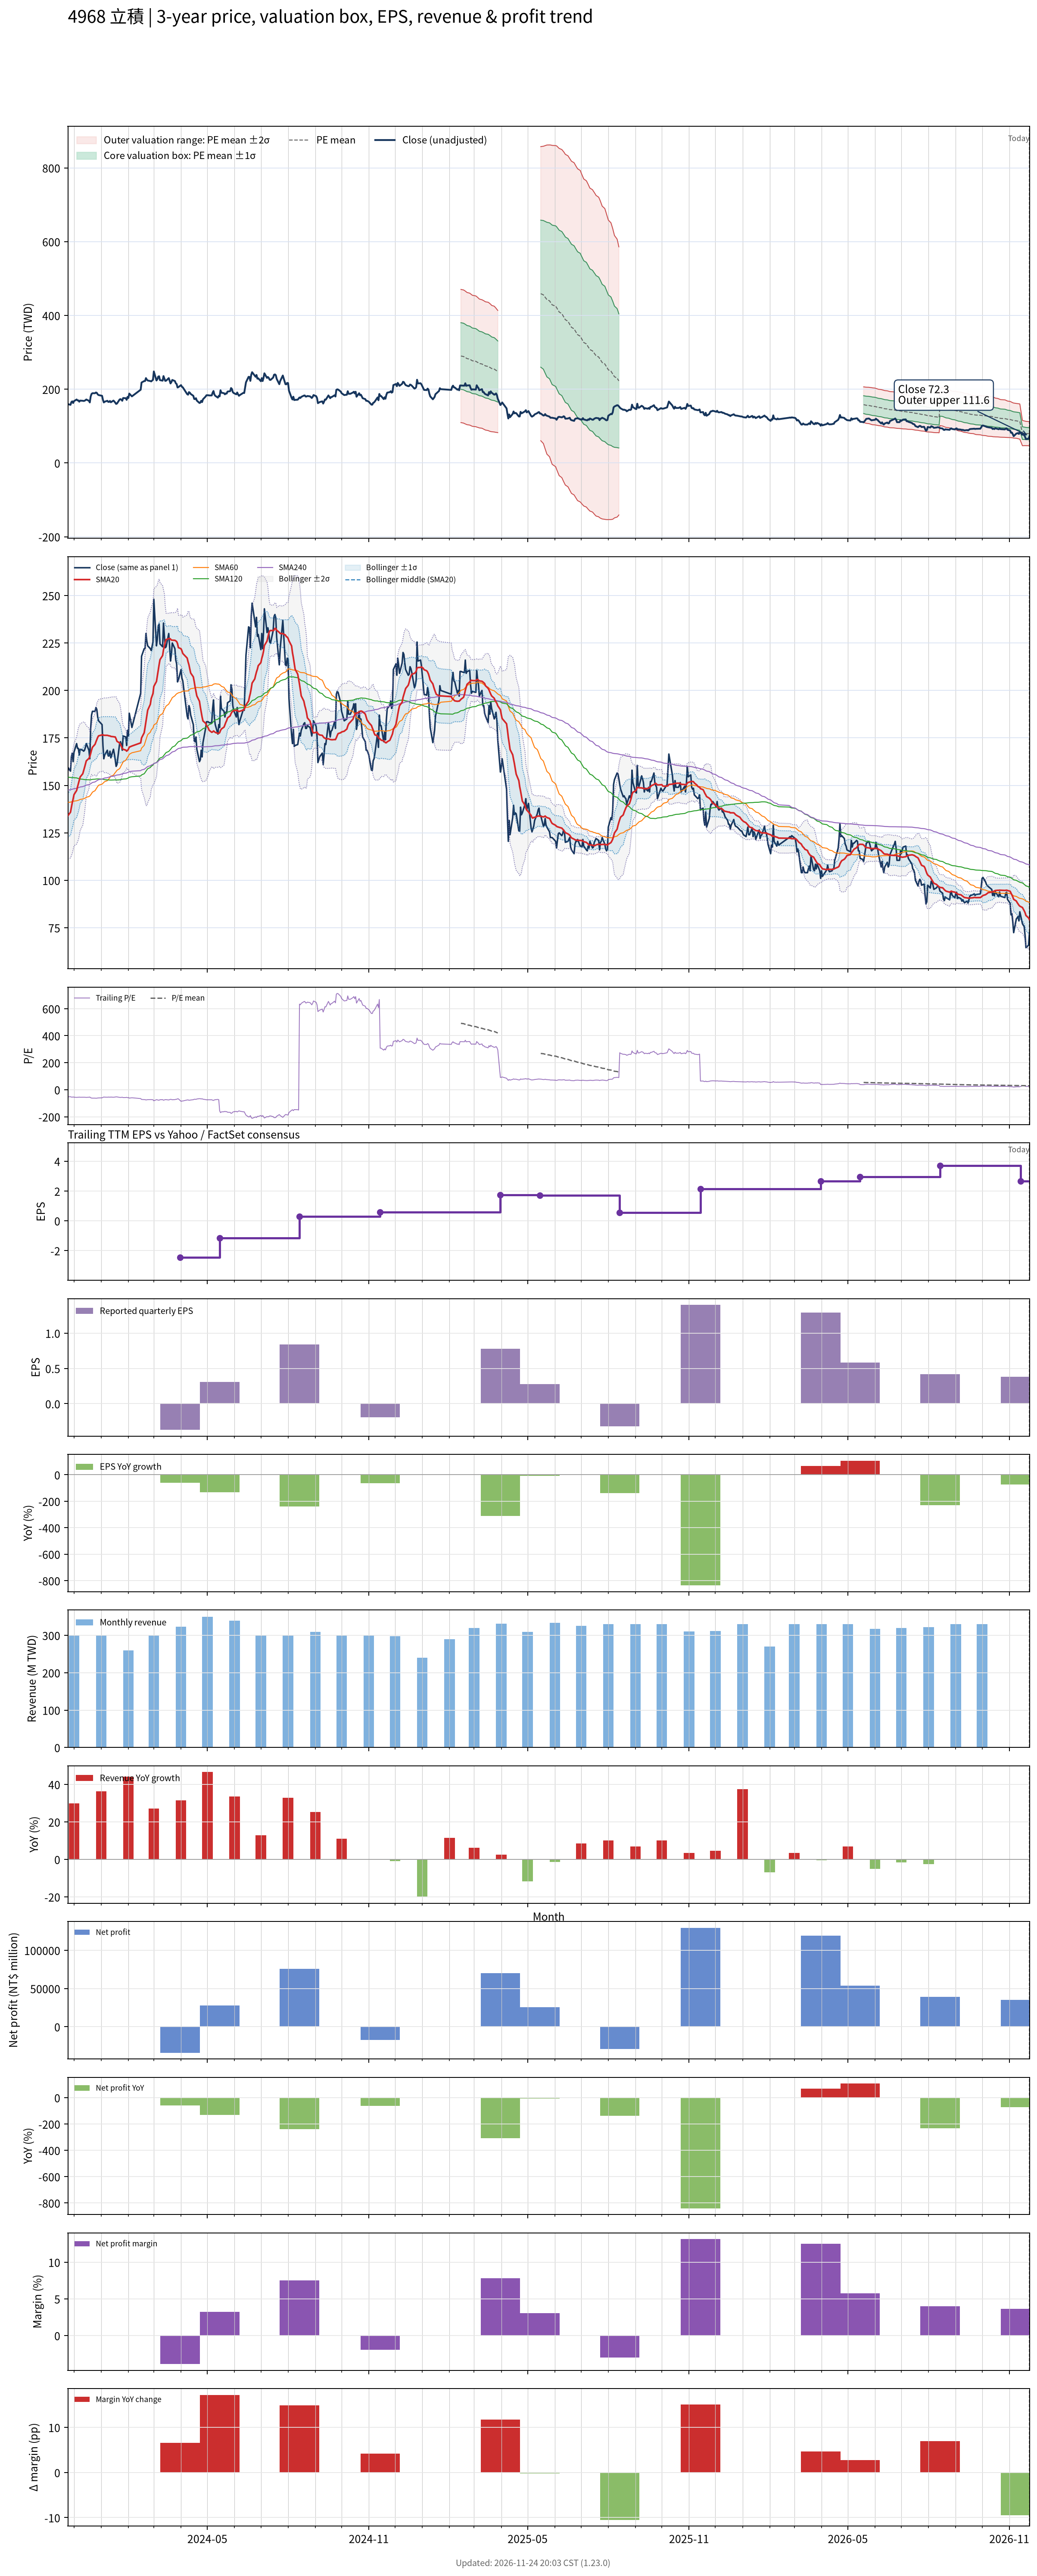 4968 立積 | 3-year price, valuation box, EPS, revenue & profit trend
Outer valuation range: PE mean ±2σ
Core valuation box: PE mean ±1σ
PE mean
Close (unadjusted)
Today
Close 72.3
Outer upper 111.6
Price (TWD)
800
600
400
200
0
-200
Close (same as panel 1)
SMA20
SMA60
SMA120
SMA240
Bollinger ±2σ
Bollinger ±1σ
Bollinger middle (SMA20)
Price
250
225
200
175
150
125
100
75
Trailing P/E
P/E mean
P/E
600
400
200
0
-200
Trailing TTM EPS vs Yahoo / FactSet consensus
Today
EPS
4
2
0
-2
Reported quarterly EPS
EPS
1.0
0.5
0.0
EPS YoY growth
YoY (%)
0
-200
-400
-600
-800
Monthly revenue
Revenue (M TWD)
300
200
100
0
Revenue YoY growth
YoY (%)
40
20
0
-20
Month
Net profit
Net profit (NT$ million)
100000
50000
0
Net profit YoY
YoY (%)
0
-200
-400
-600
-800
Net profit margin
Margin (%)
10
5
0
Margin YoY change
Δ margin (pp)
10
0
-10
2024-05
2024-11
2025-05
2025-11
2026-05
2026-11
Updated: 2026-11-24 20:03 CST (1.23.0)